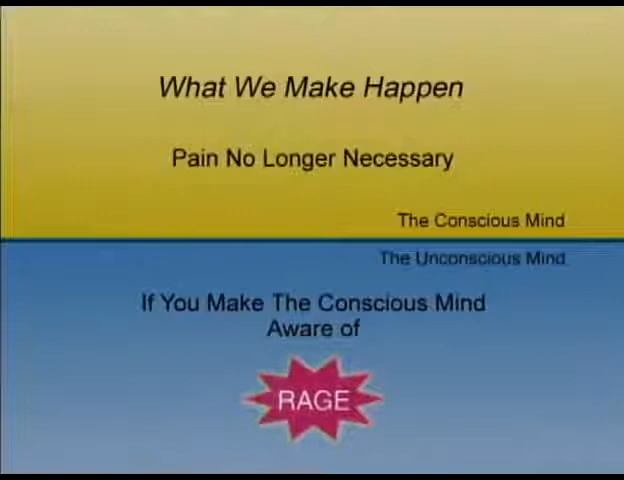 What We Make Happen
Pain No Longer Necessary
The Conscious Mind
The Unconscious Mind
If You Make The Conscious Mind
Aware of
RAGE